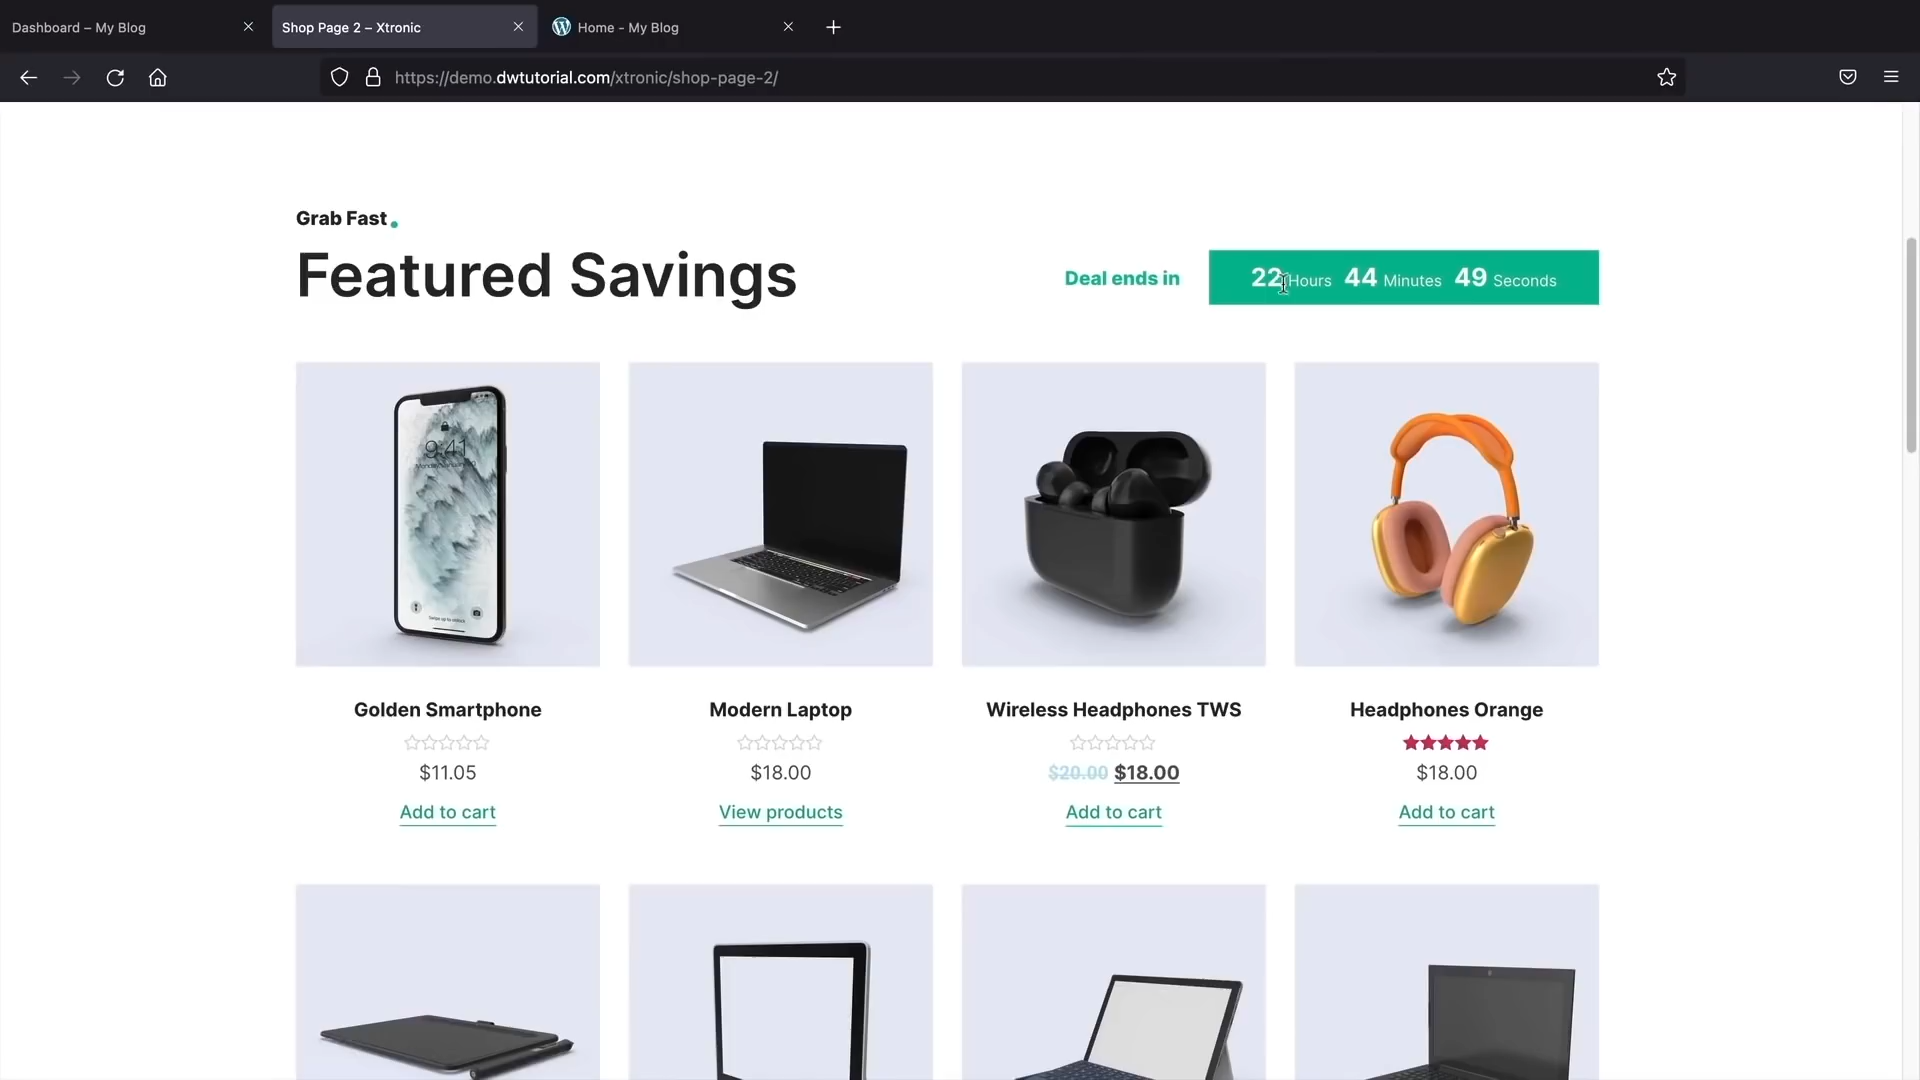 Dashboard – My Blog
Shop Page 2 – Xtronic
Home - My Blog
https://demo.dwtutorial.com/xtronic/shop-page-2/
Grab Fast.
Featured Savings
Deal ends in
22 Hours 44 Minutes 49 Seconds
9:41
Golden Smartphone
Modern Laptop
Wireless Headphones TWS
Headphones Orange
$11.05
$18.00
$20.00 $18.00
$18.00
Add to cart
View products
Add to cart
Add to cart